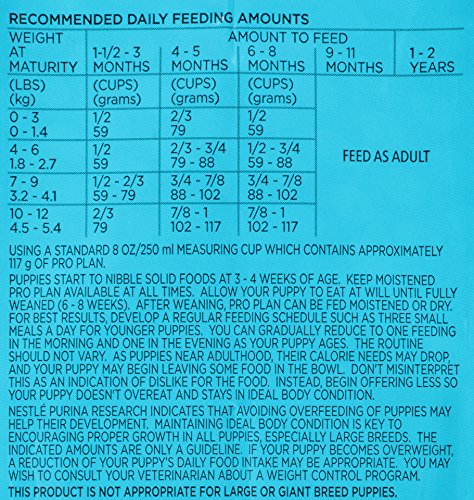 RECOMMENDED DAILY FEEDING AMOUNTS
WEIGHT AT MATURITY AMOUNT TO FEED
1-1/2 - 3 MONTHS 4 - 5 MONTHS 6 - 8 MONTHS 9 - 11 MONTHS 1 - 2 YEARS
(LBS) (CUPS) (CUPS) (CUPS)
(kg) (grams) (grams) (grams)
0 - 3 1/2 2/3 1/2
0 - 1.4 59 79 59
4 - 6 1/2 2/3 - 3/4 1/2 - 3/4
1.8 - 2.7 59 79 - 88 59 - 88
FEED AS ADULT
7 - 9 1/2 - 2/3 3/4 - 7/8 3/4 - 7/8
3.2 - 4.1 59 - 79 88 - 102 88 - 102
10 - 12 2/3 7/8 - 1 7/8 - 1
4.5 - 5.4 79 102 - 117 102 - 117
USING A STANDARD 8 OZ/250 ml MEASURING CUP WHICH CONTAINS APPROXIMATELY
117 g OF PRO PLAN.
PUPPIES START TO NIBBLE SOLID FOODS AT 3 - 4 WEEKS OF AGE. KEEP MOISTENED
PRO PLAN AVAILABLE AT ALL TIMES. ALLOW YOUR PUPPY TO EAT AT WILL UNTIL FULLY
WEANED (6 - 8 WEEKS). AFTER WEANING, PRO PLAN CAN BE FED MOISTENED OR DRY.
FOR BEST RESULTS, DEVELOP A REGULAR FEEDING SCHEDULE SUCH AS THREE SMALL
MEALS A DAY FOR YOUNGER PUPPIES. YOU CAN GRADUALLY REDUCE TO ONE FEEDING
IN THE MORNING AND ONE IN THE EVENING AS YOUR PUPPY AGES. THE ROUTINE
SHOULD NOT VARY. AS PUPPIES NEAR ADULTHOOD, THEIR CALORIE NEEDS MAY DROP,
AND YOUR PUPPY MAY BEGIN LEAVING SOME FOOD IN THE BOWL. DON'T MISINTERPRET
THIS AS AN INDICATION OF DISLIKE FOR THE FOOD. INSTEAD, BEGIN OFFERING LESS SO
YOUR PUPPY DOESN'T OVEREAT AND STAYS IN IDEAL BODY CONDITION.
NESTLÉ PURINA RESEARCH INDICATES THAT AVOIDING OVERFEEDING OF PUPPIES MAY
HELP THEIR DEVELOPMENT. MAINTAINING IDEAL BODY CONDITION IS KEY TO
ENCOURAGING PROPER GROWTH IN ALL PUPPIES, ESPECIALLY LARGE BREEDS. THE
INDICATED AMOUNTS ARE ONLY A GUIDELINE. IF YOUR PUPPY BECOMES OVERWEIGHT,
A REDUCTION OF YOUR PUPPY'S DAILY FOOD INTAKE MAY BE APPROPRIATE. YOU MAY
WISH TO CONSULT YOUR VETERINARIAN ABOUT A WEIGHT CONTROL PROGRAM.
THIS PRODUCT IS NOT APPROPRIATE FOR LARGE OR GIANT BREED PUPPIES.